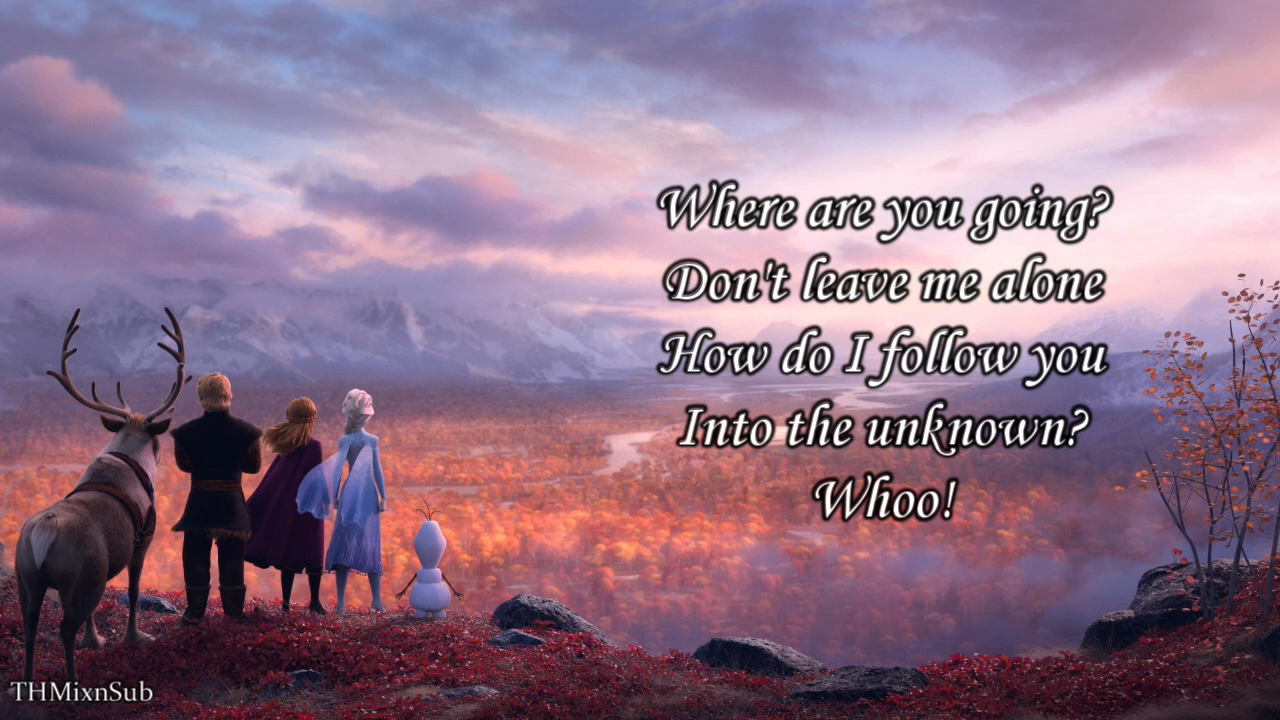 Where are you going?
Don't leave me alone
How do I follow you
Into the unknown?
Whoo!
THMixnSub